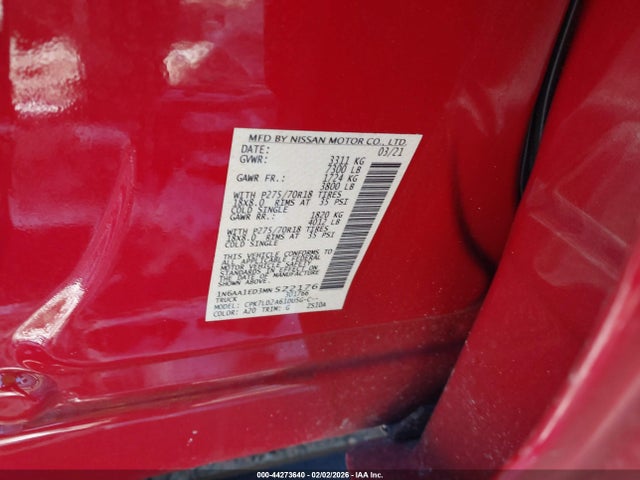 MFD BY NISSAN MOTOR CO., LTD.
DATE: 03/21
GVWR: 3311 KG
7300 LB
GAWR FR: 1724 KG
3800 LB
WITH P275/70R18 TIRES
18X8.0 RIMS AT 35 PSI
COLD SINGLE
GAWR RR: 1820 KG
4012 LB
WITH P275/70R18 TIRES
18X8.0 RIMS AT 35 PSI
COLD SINGLE
THIS VEHICLE CONFORMS TO
ALL APPLICABLE FEDERAL
MOTOR VEHICLE SAFETY
STANDARDS IN EFFECT ON
THE DATE OF MANUFACTURE
SHOWN ABOVE.
1N6AA1ED3MN 522176
TRUCK 301766
MODEL:
COLOR: A20 TRIM: G
000-44273640 - 02/02/2026 - IAA Inc.